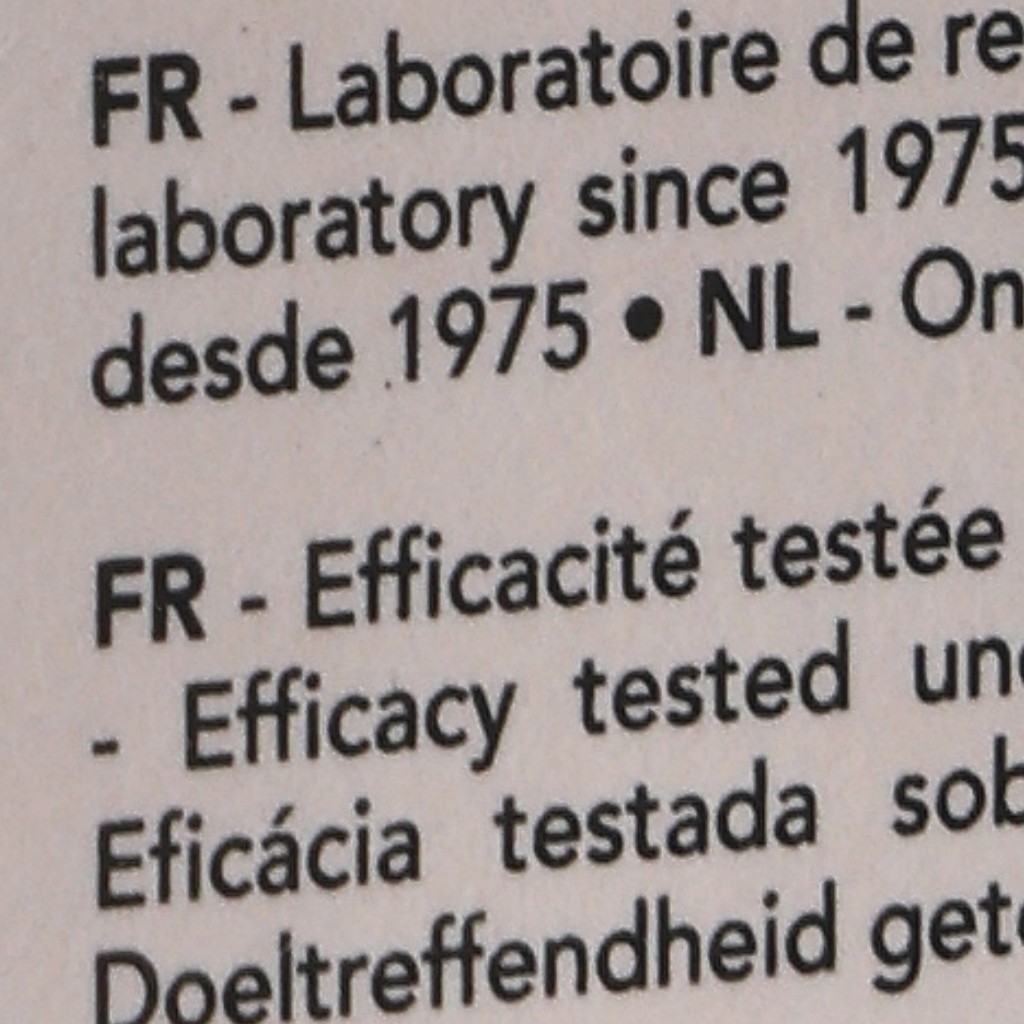 FR - Laboratoire de re
laboratory since 1975
desde 1975 • NL - On
FR - Efficacité testée
- Efficacy tested un
Eficácia testada sob
Doeltreffendheid get